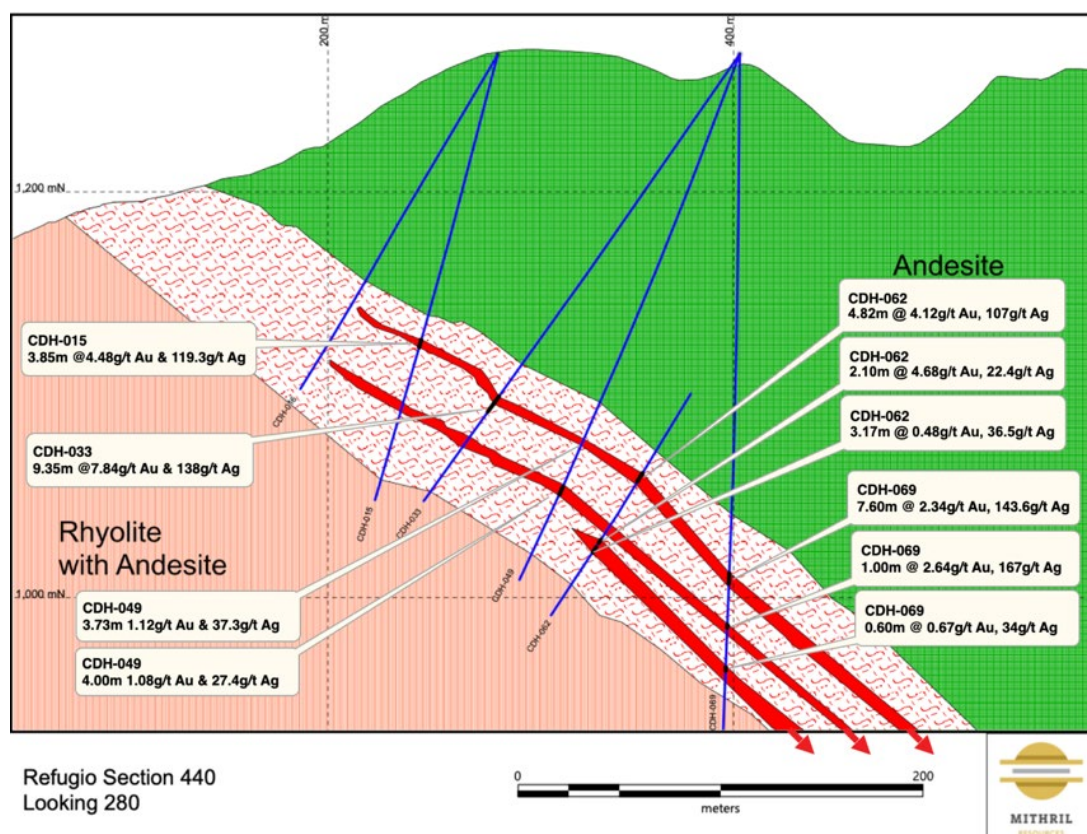 200 m
400 m
1,200 mN
Andesite
CDH-062
4.82m @ 4.12g/t Au, 107g/t Ag
CDH-062
2.10m @ 4.68g/t Au, 22.4g/t Ag
CDH-062
3.17m @ 0.48g/t Au, 36.5g/t Ag
CDH-015
3.85m @4.48g/t Au & 119.3g/t Ag
CDH-033
9.35m @7.84g/t Au & 138g/t Ag
CDH-016
CDH-015
CDH-033
CDH-049
CDH-062
CDH-069
CDH-069
7.60m @ 2.34g/t Au, 143.6g/t Ag
CDH-069
1.00m @ 2.64g/t Au, 167g/t Ag
CDH-069
0.60m @ 0.67g/t Au, 34g/t Ag
Rhyolite
with Andesite
1,000 mN
CDH-049
3.73m 1.12g/t Au & 37.3g/t Ag
CDH-049
4.00m 1.08g/t Au & 27.4g/t Ag
Refugio Section 440
Looking 280
0
200
meters
MITHRIL
RESOURCES